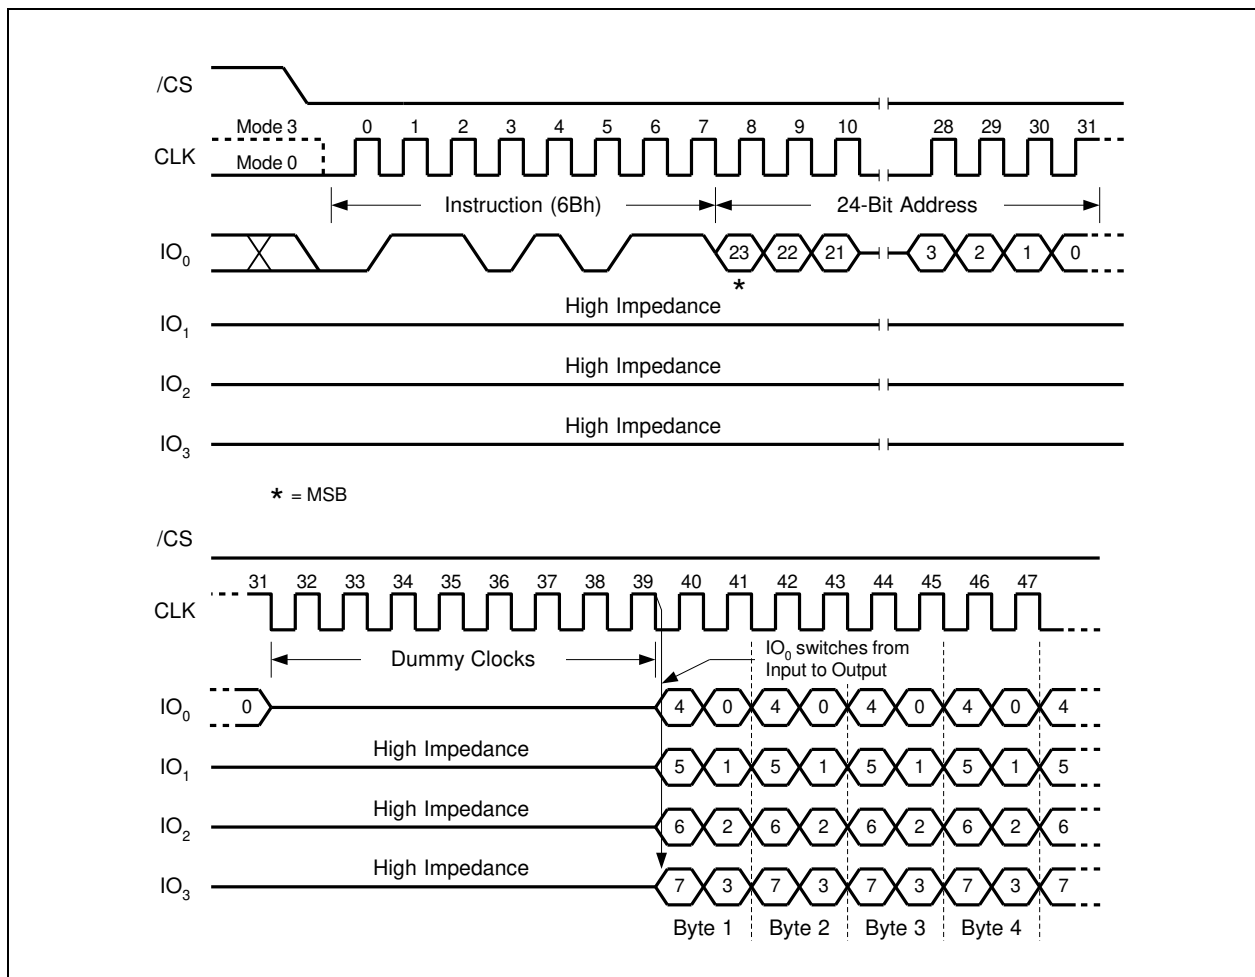 /CS
Mode 3 0 1 2 3 4 5 6 7 8 9 10 28 29 30 31
CLK
Mode 0
Instruction (6Bh) 24-Bit Address
IO0 23 22 21 3 2 1 0
*
High Impedance
IO1
High Impedance
IO2
High Impedance
IO3
* = MSB
/CS
31 32 33 34 35 36 37 38 39 40 41 42 43 44 45 46 47
CLK
Dummy Clocks
IO0 switches from
Input to Output
IO0 0 4 0 4 0 4 0 4 0 4
High Impedance
IO1 5 1 5 1 5 1 5 1 5
High Impedance
IO2 6 2 6 2 6 2 6 2 6
High Impedance
IO3 7 3 7 3 7 3 7 3 7
Byte 1 Byte 2 Byte 3 Byte 4